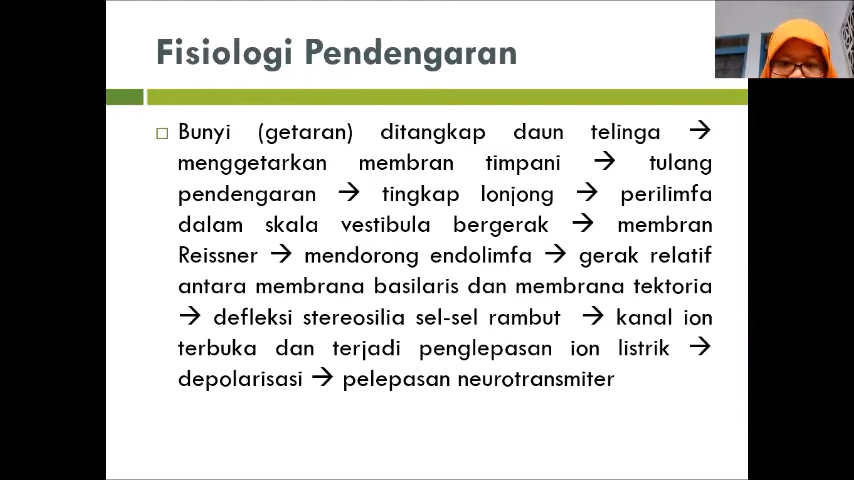 Fisiologi Pendengaran
Bunyi (getaran) ditangkap daun telinga →
menggetarkan membran timpani → tulang
pendengaran → tingkap lonjong → perilimfa
dalam skala vestibula bergerak → membran
Reissner → mendorong endolimfa → gerak relatif
antara membrana basilaris dan membrana tektoria
→ defleksi stereosilia sel-sel rambut → kanal ion
terbuka dan terjadi penglepasan ion listrik →
depolarisasi → pelepasan neurotransmiter